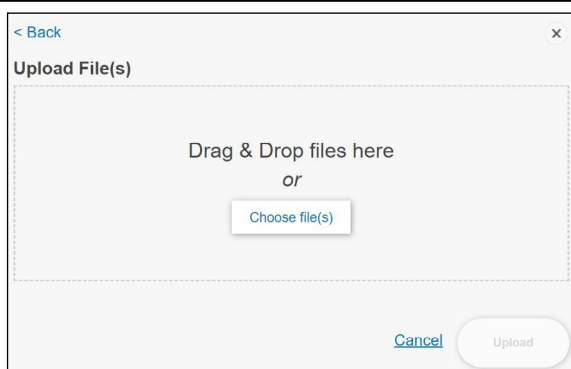 < Back
x
Upload File(s)
Drag & Drop files here
or
Choose file(s)
Cancel
Upload